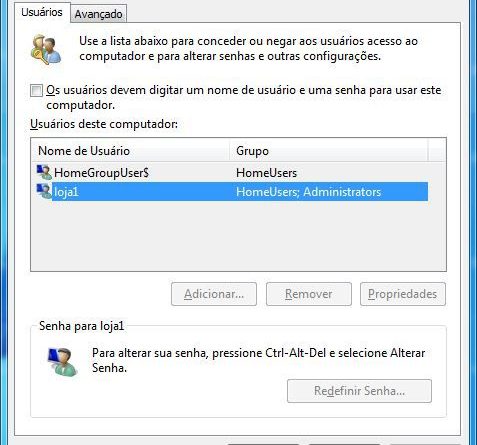 Usuários Avançado
Use a lista abaixo para conceder ou negar aos usuários acesso ao
computador e para alterar senhas e outras configurações.
Os usuários devem digitar um nome de usuário e uma senha para usar este
computador.
Usuários deste computador:
Nome de Usuário Grupo
HomeGroupUser$ HomeUsers
loja1 HomeUsers; Administrators
Adicionar... Remover Propriedades
Senha para loja1
Para alterar sua senha, pressione Ctrl-Alt-Del e selecione Alterar
Senha.
Redefinir Senha...